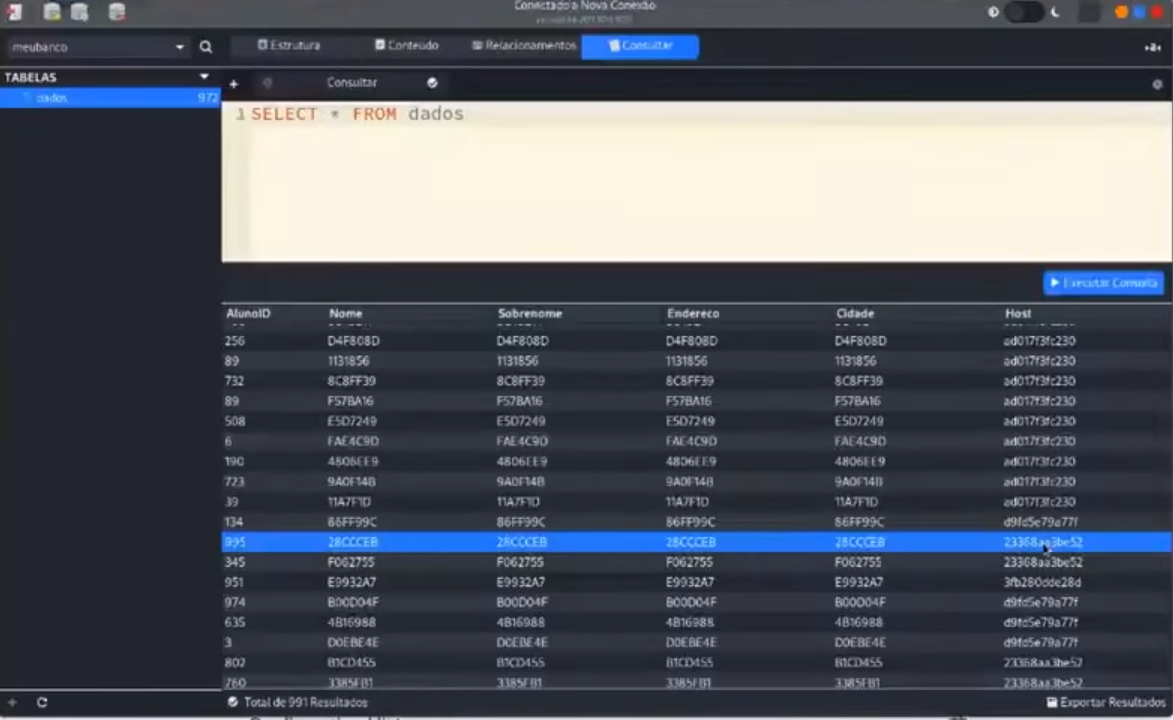 Conectado a Nova Conexão
meubanco
Estrutura Conteúdo Relacionamentos Consultar
TABELAS
dados 972
+ Consultar
1 SELECT * FROM dados
Executar Consulta
AlunoID Nome Sobrenome Endereco Cidade Host
256 D4F808D D4F808D D4F808D D4F808D ad017f3fc230
89 1131856 1131856 1131856 1131856 ad017f3fc230
732 8C8FF39 8C8FF39 8C8FF39 8C8FF39 ad017f3fc230
89 F57BA16 F57BA16 F57BA16 F57BA16 ad017f3fc230
508 E5D7249 E5D7249 E5D7249 E5D7249 ad017f3fc230
6 FAE4C9D FAE4C9D FAE4C9D FAE4C9D ad017f3fc230
190 4806EE9 4806EE9 4806EE9 4806EE9 ad017f3fc230
723 9A0F14B 9A0F14B 9A0F14B 9A0F14B ad017f3fc230
39 11A7F1D 11A7F1D 11A7F1D 11A7F1D ad017f3fc230
134 86FF99C 86FF99C 86FF99C 86FF99C d9fd5e79a77f
995 28CCCEB 28CCCEB 28CCCEB 28CCCEB 23368aa3be52
345 F062755 F062755 F062755 F062755 23368aa3be52
951 E9932A7 E9932A7 E9932A7 E9932A7 3fb280dde28d
974 B00D04F B00D04F B00D04F B00D04F d9fd5e79a77f
635 4B16988 4B16988 4B16988 4B16988 d9fd5e79a77f
3 D0EBE4E D0EBE4E D0EBE4E D0EBE4E d9fd5e79a77f
802 B1CD455 B1CD455 B1CD455 B1CD455 23368aa3be52
760 3385FB1 3385FB1 3385FB1 3385FB1 23368aa3be52
Total de 991 Resultados Exportar Resultados